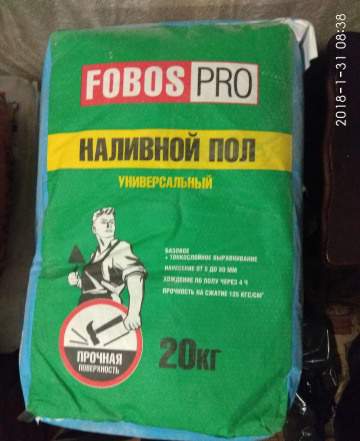 FOBOS PRO
НАЛИВНОЙ ПОЛ
УНИВЕРСАЛЬНЫЙ
БАЗОВОЕ
+ ТОНКОСЛОЙНОЕ ВЫРАВНИВАНИЕ
НАНЕСЕНИЕ ОТ 5 ДО 80 ММ
ХОЖДЕНИЕ ПО ПОЛУ ЧЕРЕЗ 4 Ч
ПРОЧНОСТЬ НА СЖАТИЕ 125 КГС/СМ²
ПРОЧНАЯ
ПОВЕРХНОСТЬ
20КГ
2018-1-31 08:38